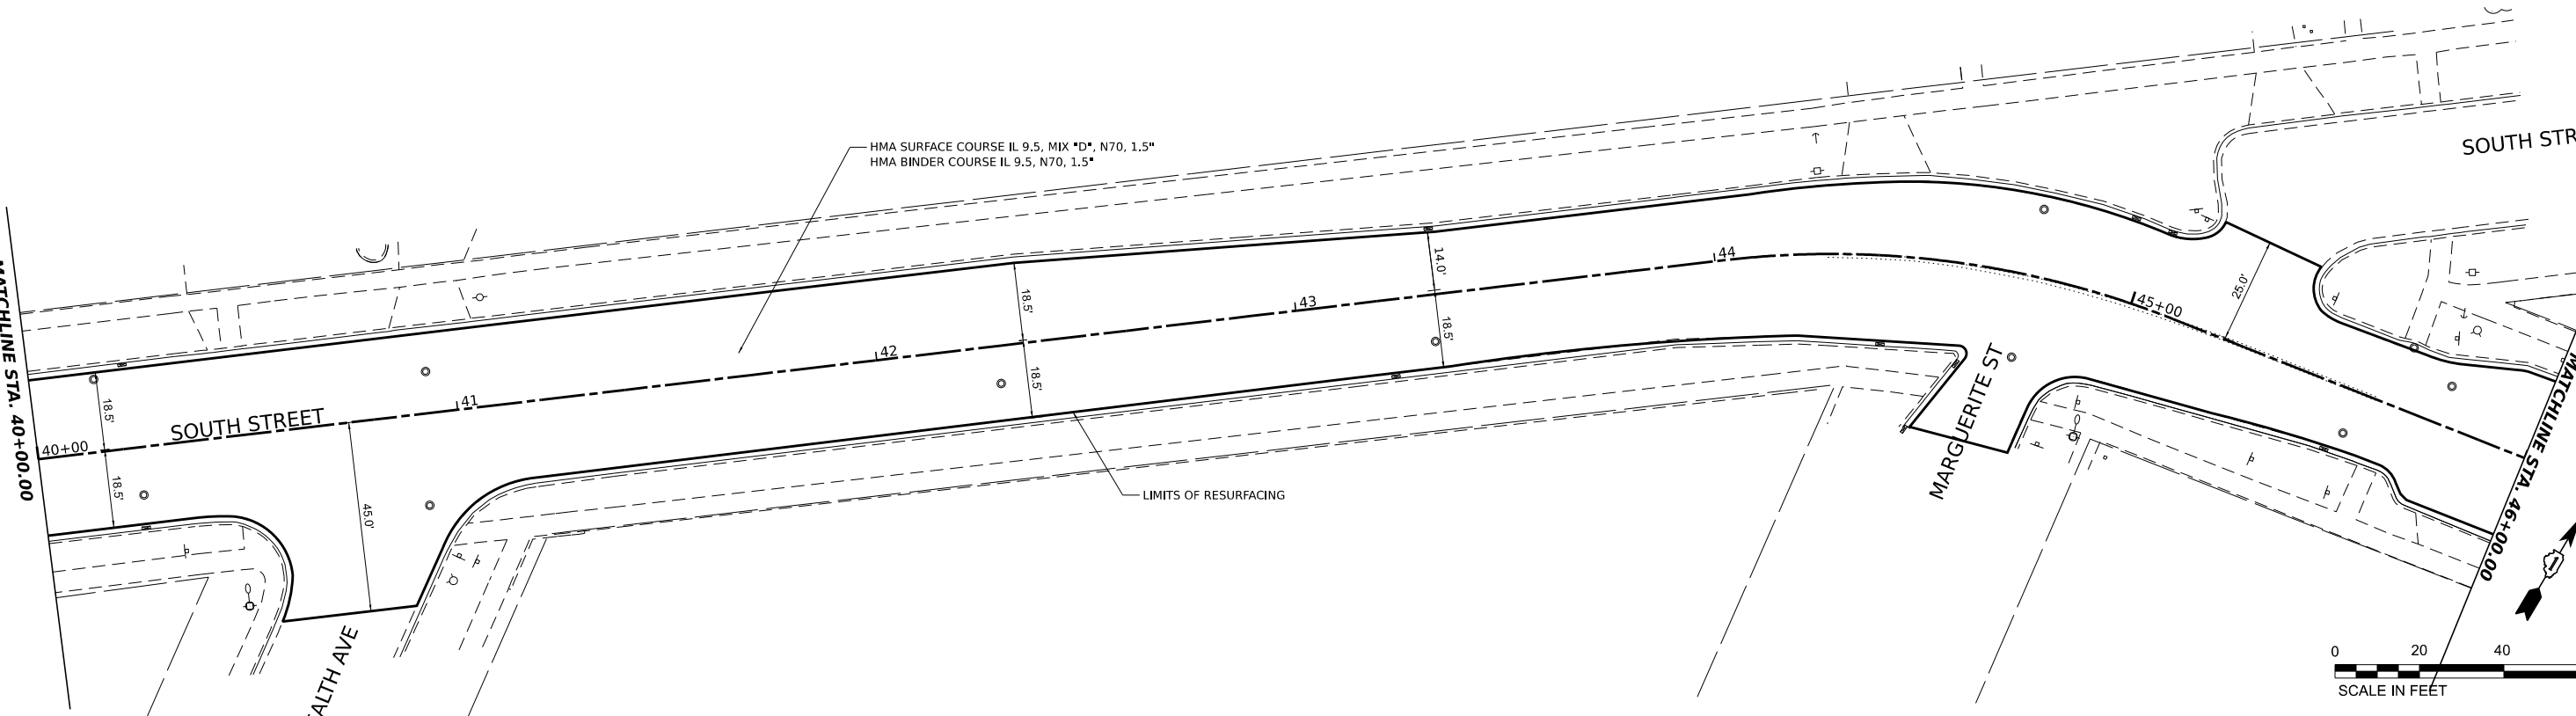 HMA SURFACE COURSE IL 9.5, MIX "D", N70, 1.5"
HMA BINDER COURSE IL 9.5, N70, 1.5"
SOUTH STR
MATCHLINE STA. 40+00.00
18.5'
18.5'
40+00
SOUTH STREET
45.0'
41
42
18.5'
18.5'
43
14.0'
18.5'
44
45+00
25.0'
LIMITS OF RESURFACING
MARGUERITE ST
ALTH AVE
MATCHLINE STA. 46+00.00
0 20 40
SCALE IN FEET